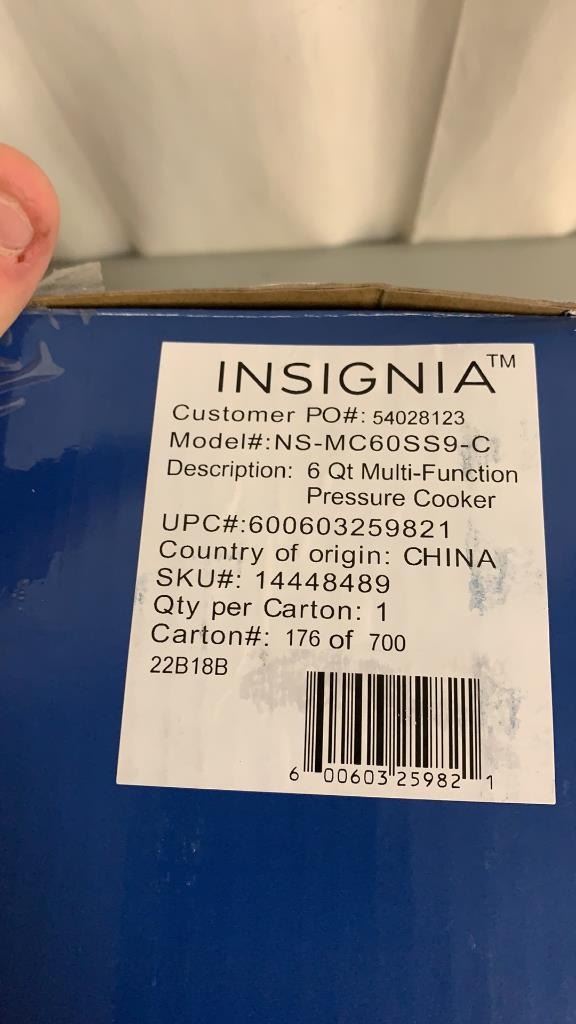 INSIGNIA™
Customer PO#: 54028123
Model#:NS-MC60SS9-C
Description: 6 Qt Multi-Function
Pressure Cooker
UPC#:600603259821
Country of origin: CHINA
SKU#: 14448489
Qty per Carton: 1
Carton#: 176 of 700
22B18B
6 00603 25982 1